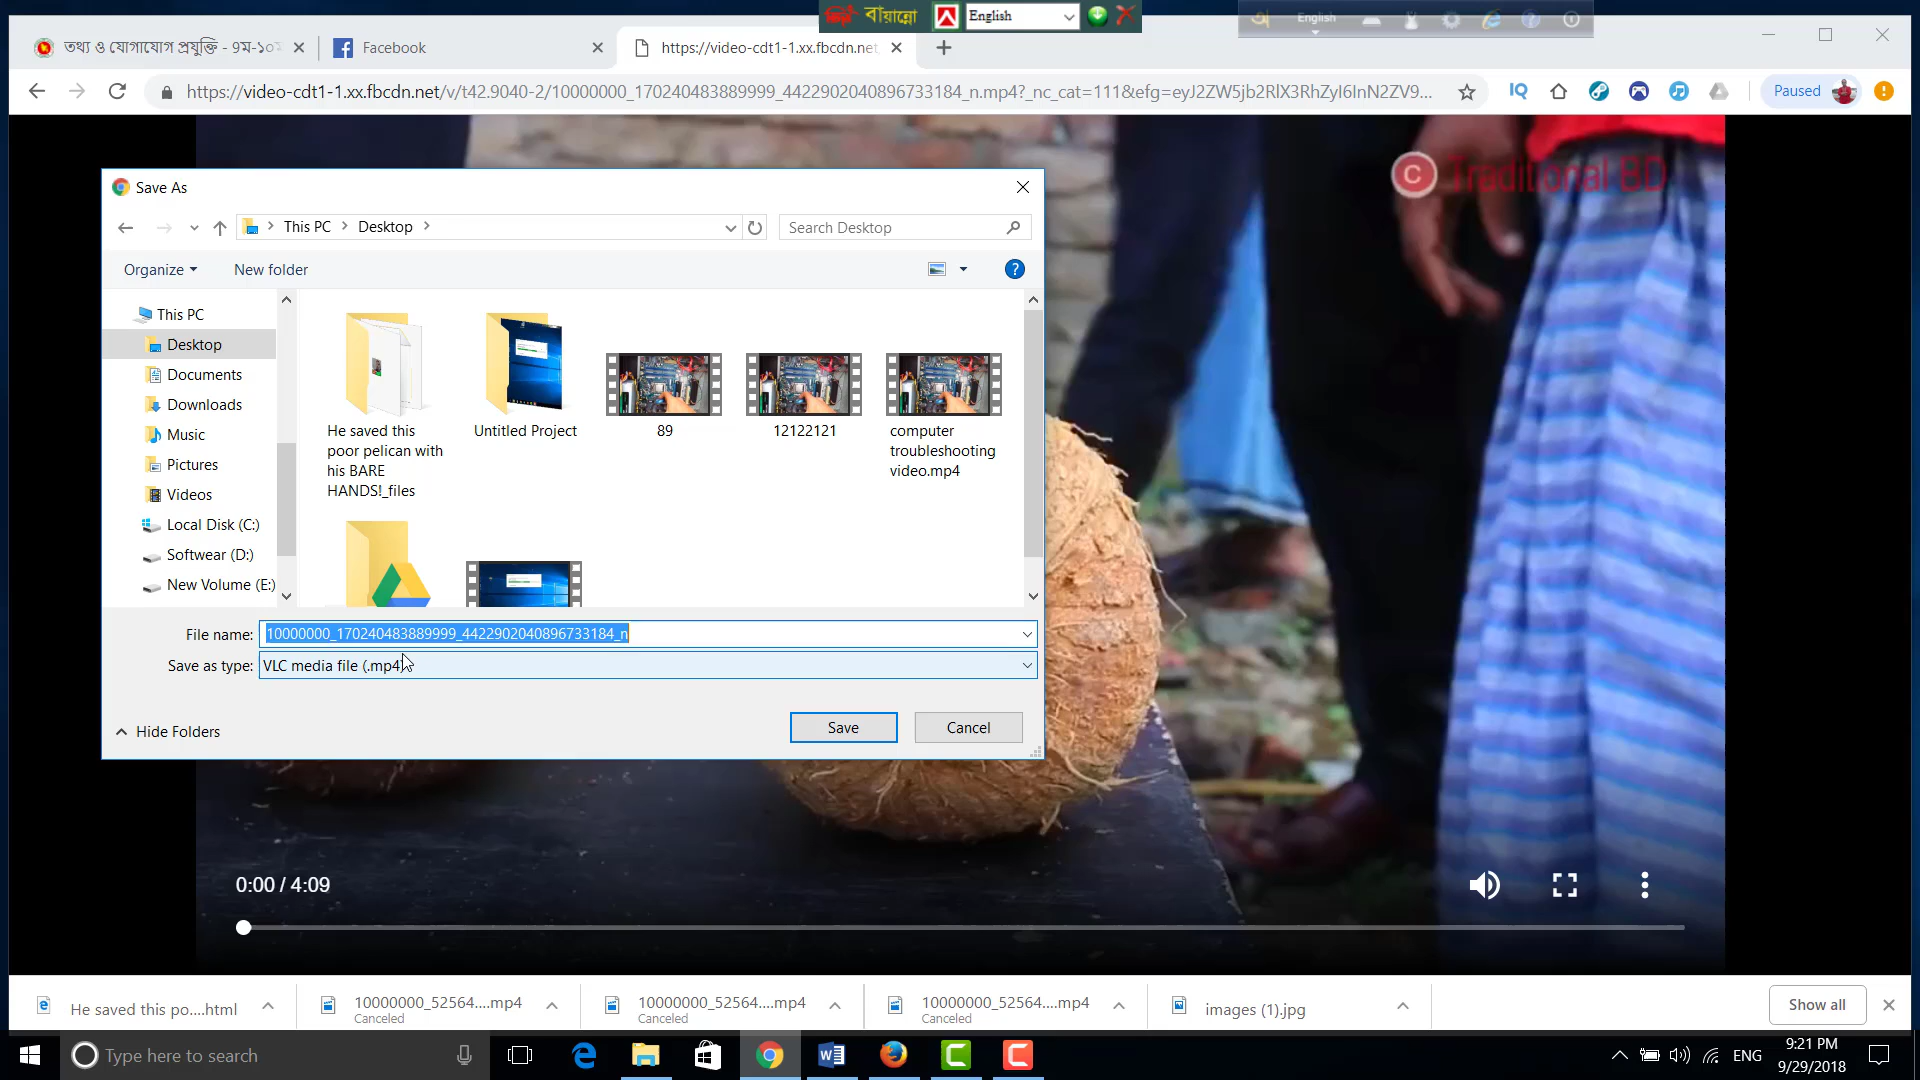 বায়ান্নো
English
English
তথ্য ও যোগাযোগ প্রযুক্তি - ৯ম-১০ম
Facebook
https://video-cdt1-1.xx.fbcdn.net
https://video-cdt1-1.xx.fbcdn.net/v/t42.9040-2/10000000_170240483889999_4422902040896733184_n.mp4?_nc_cat=111&efg=eyJ2ZW5jb2RlX3RhZyI6InN2ZV9...
IQ
Paused
C Traditional BD
Save As
This PC
Desktop
Search Desktop
Organize
New folder
This PC
Desktop
Documents
Downloads
Music
Pictures
Videos
Local Disk (C:)
Softwear (D:)
New Volume (E:)
He saved this
poor pelican with
his BARE
HANDS!_files
Untitled Project
89
12122121
computer
troubleshooting
video.mp4
File name:
10000000_170240483889999_4422902040896733184_n
Save as type:
VLC media file (.mp4)
Hide Folders
Save
Cancel
0:00 / 4:09
He saved this po....html
10000000_52564....mp4
Canceled
10000000_52564....mp4
Canceled
10000000_52564....mp4
Canceled
images (1).jpg
Show all
Type here to search
ENG
9:21 PM
9/29/2018